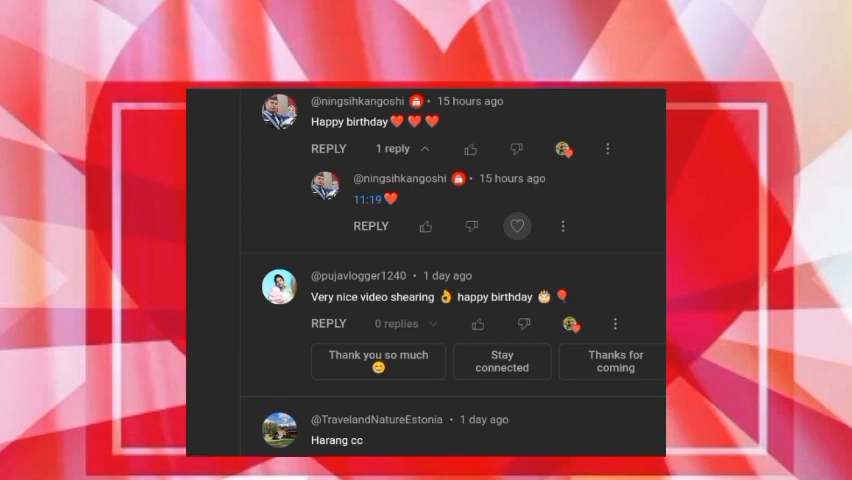 @ningsihkangoshi • 15 hours ago
Happy birthday❤️❤️❤️
REPLY 1 reply
@ningsihkangoshi • 15 hours ago
11:19❤️
REPLY
@pujavlogger1240 • 1 day ago
Very nice video shearing 👌 happy birthday 🎂🎈
REPLY 0 replies
Thank you so much 😊
Stay connected
Thanks for coming
@TravelandNatureEstonia • 1 day ago
Harang cc